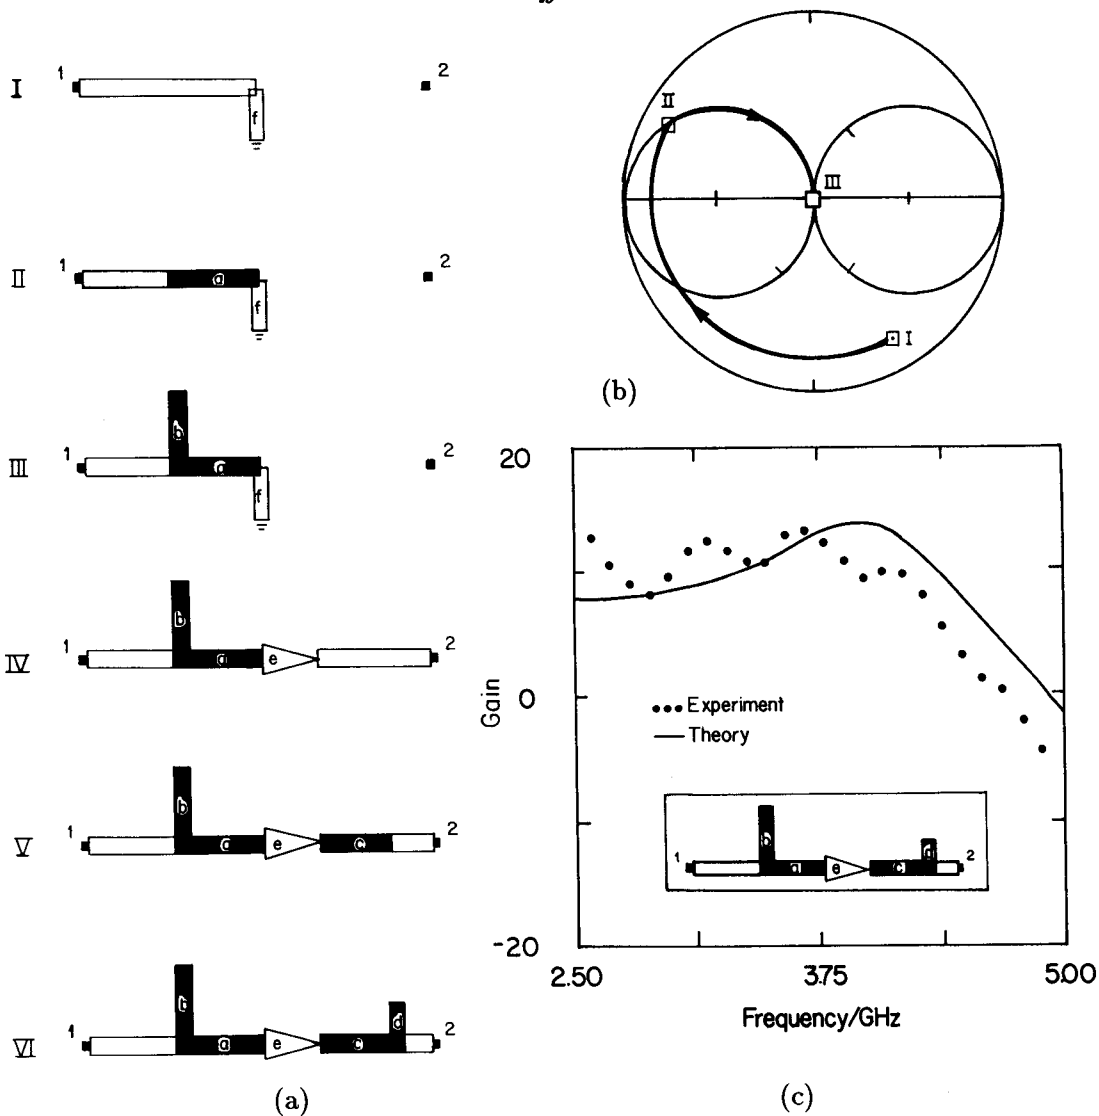 I
1
2
f
II
1
a
2
f
III
1
b
a
2
f
IV
1
b
a
e
2
V
1
b
a
e
c
2
VI
1
b
a
e
c
d
2
(a)
II
III
I
(b)
20
0
-20
Gain
••• Experiment
— Theory
1
b
a
e
c
d
2
2.50
3.75
5.00
Frequency/GHz
(c)